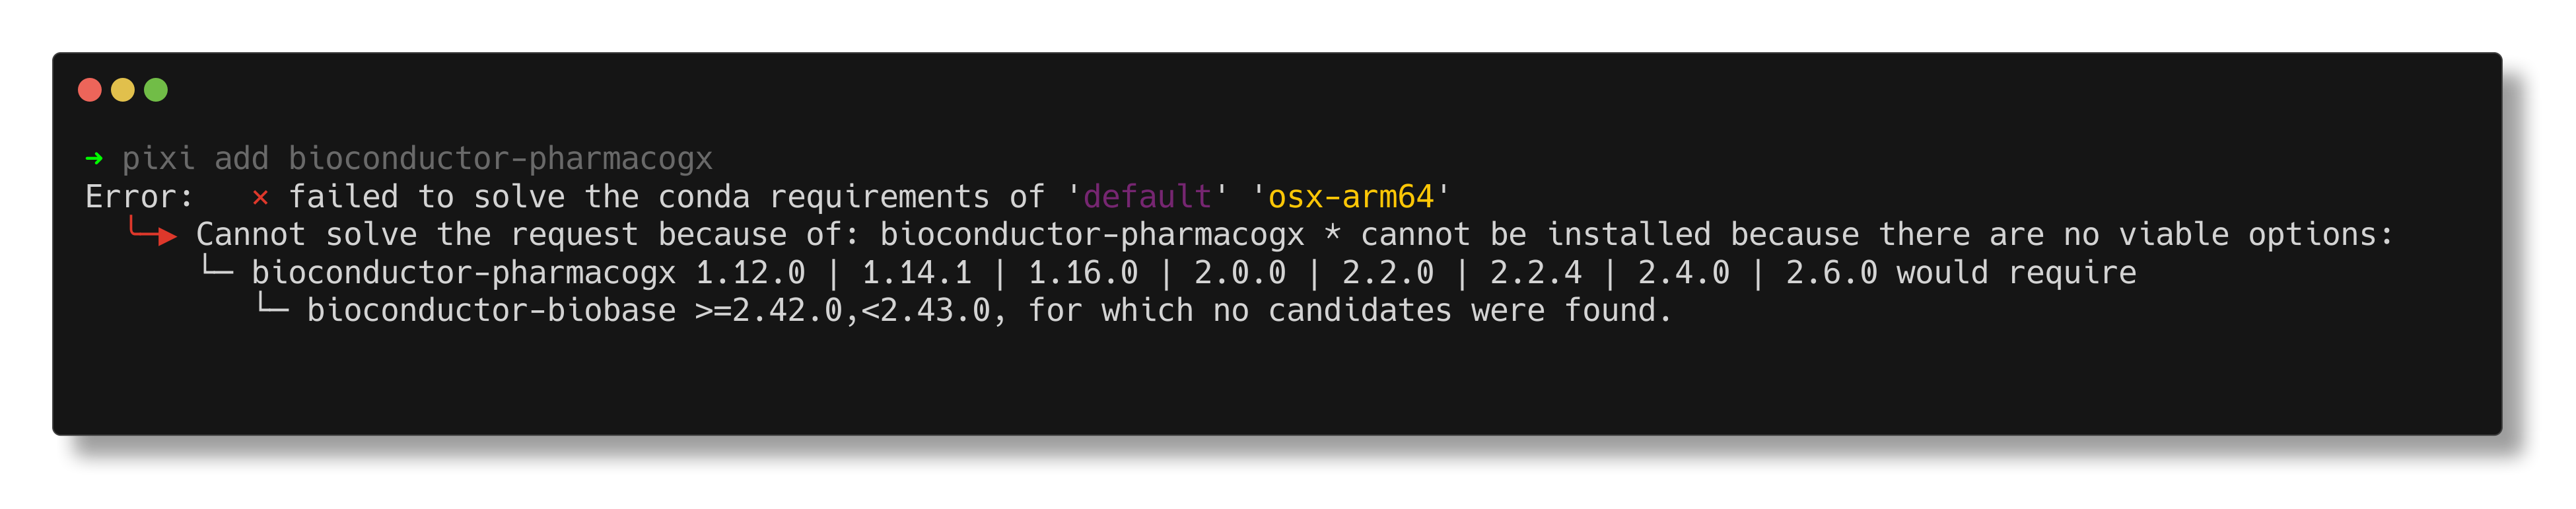 ➜ pixi add bioconductor-pharmacogx
Error:   × failed to solve the conda requirements of 'default' 'osx-arm64'
  ╰─▶ Cannot solve the request because of: bioconductor-pharmacogx * cannot be installed because there are no viable options:
      └─ bioconductor-pharmacogx 1.12.0 | 1.14.1 | 1.16.0 | 2.0.0 | 2.2.0 | 2.2.4 | 2.4.0 | 2.6.0 would require
         └─ bioconductor-biobase >=2.42.0,<2.43.0, for which no candidates were found.